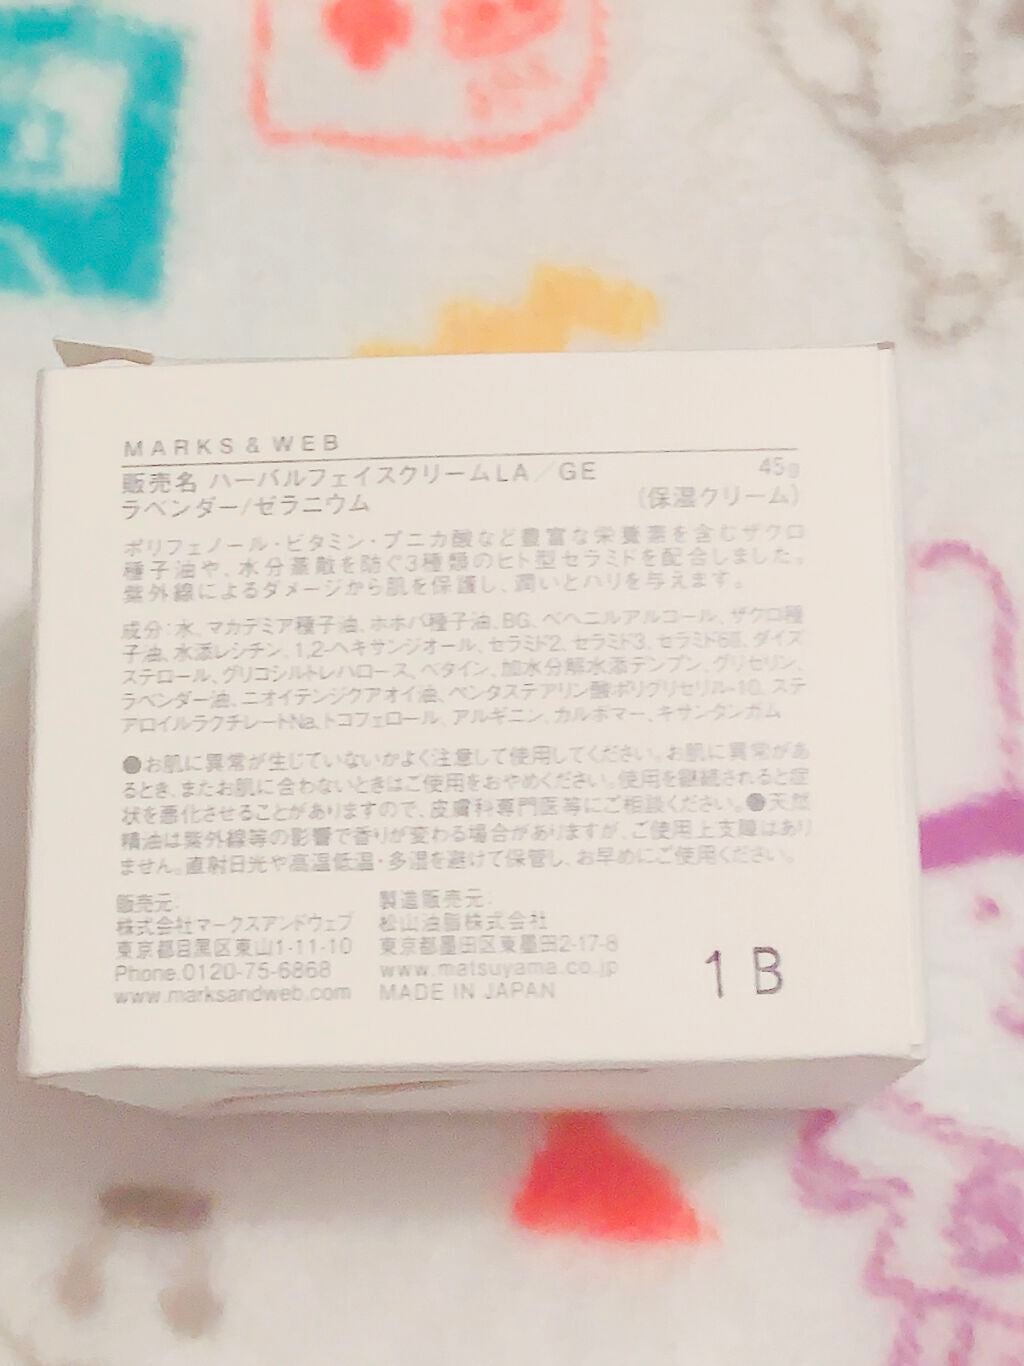 MARKS & WEB
販売名 ハーバルフェイスクリームLA/GE 45g
ラベンダー/ゼラニウム (保湿クリーム)
ポリフェノール・ビタミン・プニカ酸など豊富な栄養素を含むザクロ
種子油や、水分蒸散を防ぐ3種類のヒト型セラミドを配合しました。
紫外線によるダメージから肌を保護し、潤いとハリを与えます。
成分:水、マカデミア種子油、ホホバ種子油、BG、ベヘニルアルコール、ザクロ種
子油、水添レシチン、1,2-ヘキサンジオール、セラミド2、セラミド3、セラミド6Ⅱ、ダイズ
ステロール、グリコシルトレハロース、ベタイン、加水分解水添デンプン、グリセリン、
ラベンダー油、ニオイテンジクアオイ油、ペンタステアリン酸ポリグリセリル-10、ステ
アロイルラクチレートNa、トコフェロール、アルギニン、カルボマー、キサンタンガム
●お肌に異常が生じていないかよく注意して使用してください。お肌に異常があ
るとき、またお肌に合わないときはご使用をおやめください。使用を継続されると症
状を悪化させることがありますので、皮膚科専門医等にご相談ください。●天然
精油は紫外線等の影響で香りが変わる場合がありますが、ご使用上支障はあり
ません。直射日光や高温低温・多湿を避けて保管し、お早めにご使用ください。
販売元:
株式会社マークスアンドウェブ
東京都目黒区東山1-11-10
Phone.0120-75-6868
www.marksandweb.com
製造販売元:
松山油脂株式会社
東京都墨田区東墨田2-17-8
www.matsuyama.co.jp
MADE IN JAPAN
1 B